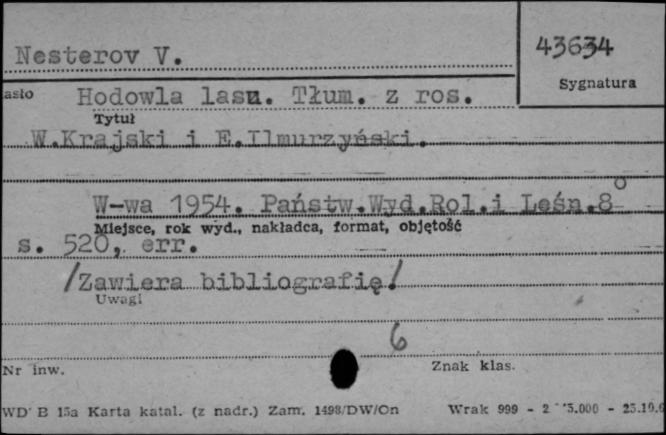 Nesterov V.
43634
Sygnatura
asło Hodowla lasu. Tłum. z ros.
Tytuł
W.Krajski i E.Ilmurzyński.
W-wa 1954. Państw.Wyd.Rol.i Leśn.8°
Miejsce, rok wyd., nakładca, format, objętość
s. 520, err.
/Zawiera bibliografię/
Uwagi
6
Nr inw.
Znak klas.
WD B 15a Karta katal. (z nadr.) Zam. 1498/DW/On Wrak 999